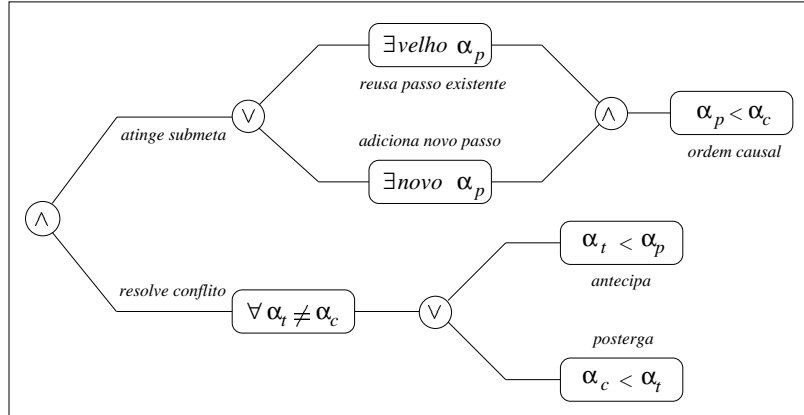 ∃ velho α_p
reusa passo existente
atinge submeta
∨
∧
α_p < α_c
ordem causal
adiciona novo passo
∃ novo α_p
∧
α_t < α_p
antecipa
resolve conflito
∀ α_t ≠ α_c
∨
posterga
α_c < α_t